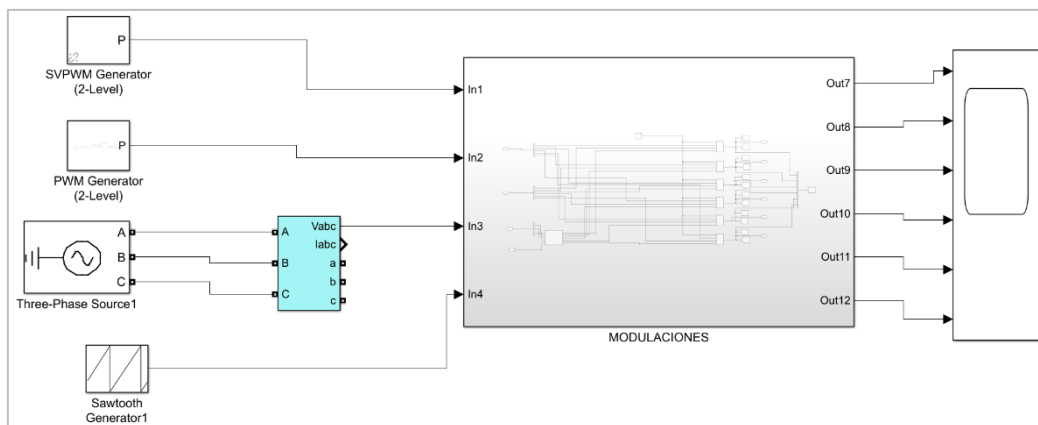 P
SVPWM Generator
(2-Level)
P
PWM Generator
(2-Level)
A
B
C
Three-Phase Source1
A
B
C
Vabc
Iabc
a
b
c
Sawtooth
Generator1
In1
In2
In3
In4
Out7
Out8
Out9
Out10
Out11
Out12
MODULACIONES